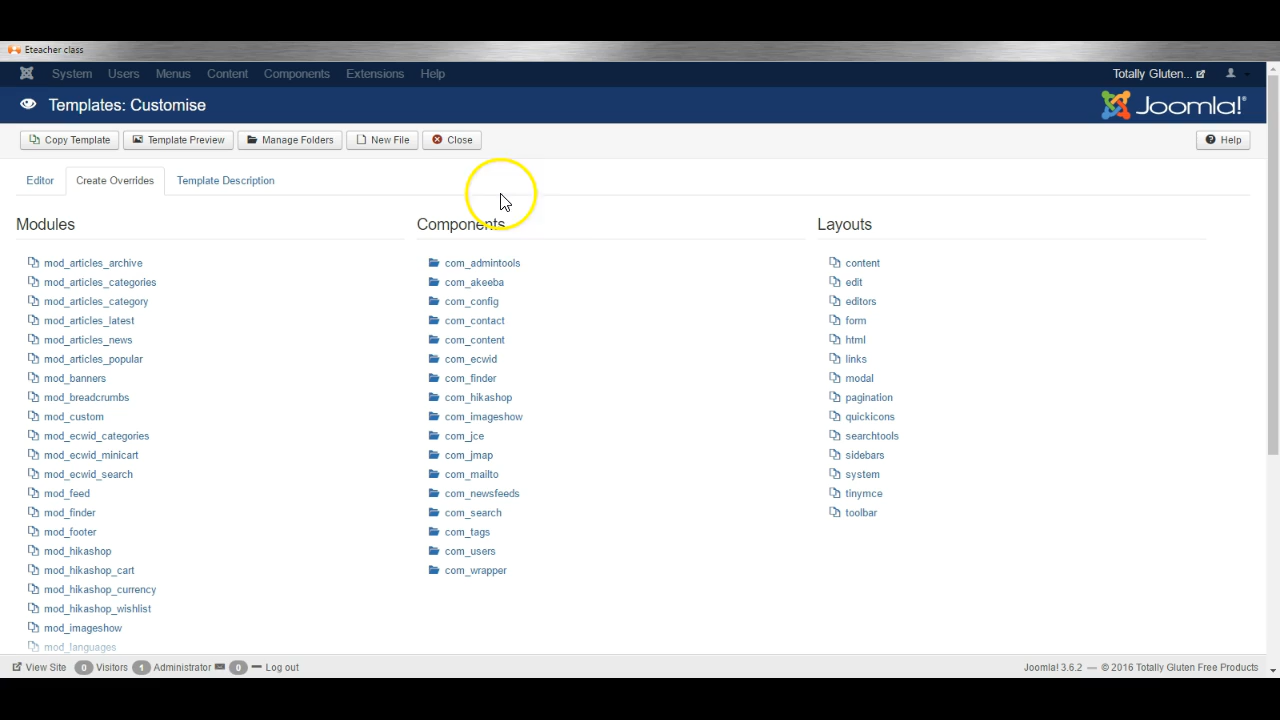 Eteacher class
System Users Menus Content Components Extensions Help Totally Gluten...
Templates: Customise Joomla!®
Copy Template Template Preview Manage Folders New File Close Help
Editor Create Overrides Template Description
Modules
mod_articles_archive
mod_articles_categories
mod_articles_category
mod_articles_latest
mod_articles_news
mod_articles_popular
mod_banners
mod_breadcrumbs
mod_custom
mod_ecwid_categories
mod_ecwid_minicart
mod_ecwid_search
mod_feed
mod_finder
mod_footer
mod_hikashop
mod_hikashop_cart
mod_hikashop_currency
mod_hikashop_wishlist
mod_imageshow
mod_languages
Components
com_admintools
com_akeeba
com_config
com_contact
com_content
com_ecwid
com_finder
com_hikashop
com_imageshow
com_jce
com_jmap
com_mailto
com_newsfeeds
com_search
com_tags
com_users
com_wrapper
Layouts
content
edit
editors
form
html
links
modal
pagination
quickicons
searchtools
sidebars
system
tinymce
toolbar
View Site 0 Visitors 1 Administrator 0 Log out Joomla! 3.6.2 — © 2016 Totally Gluten Free Products